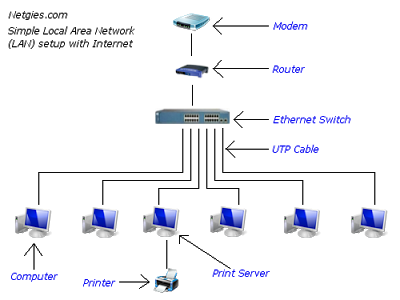 Netgies.com
Simple Local Area Network
(LAN) setup with Internet
Modem
Router
Ethernet Switch
UTP Cable
Computer
Printer
Print Server